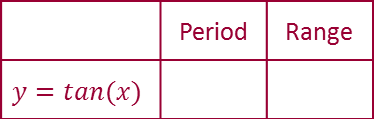 Period Range
y = tan(x)